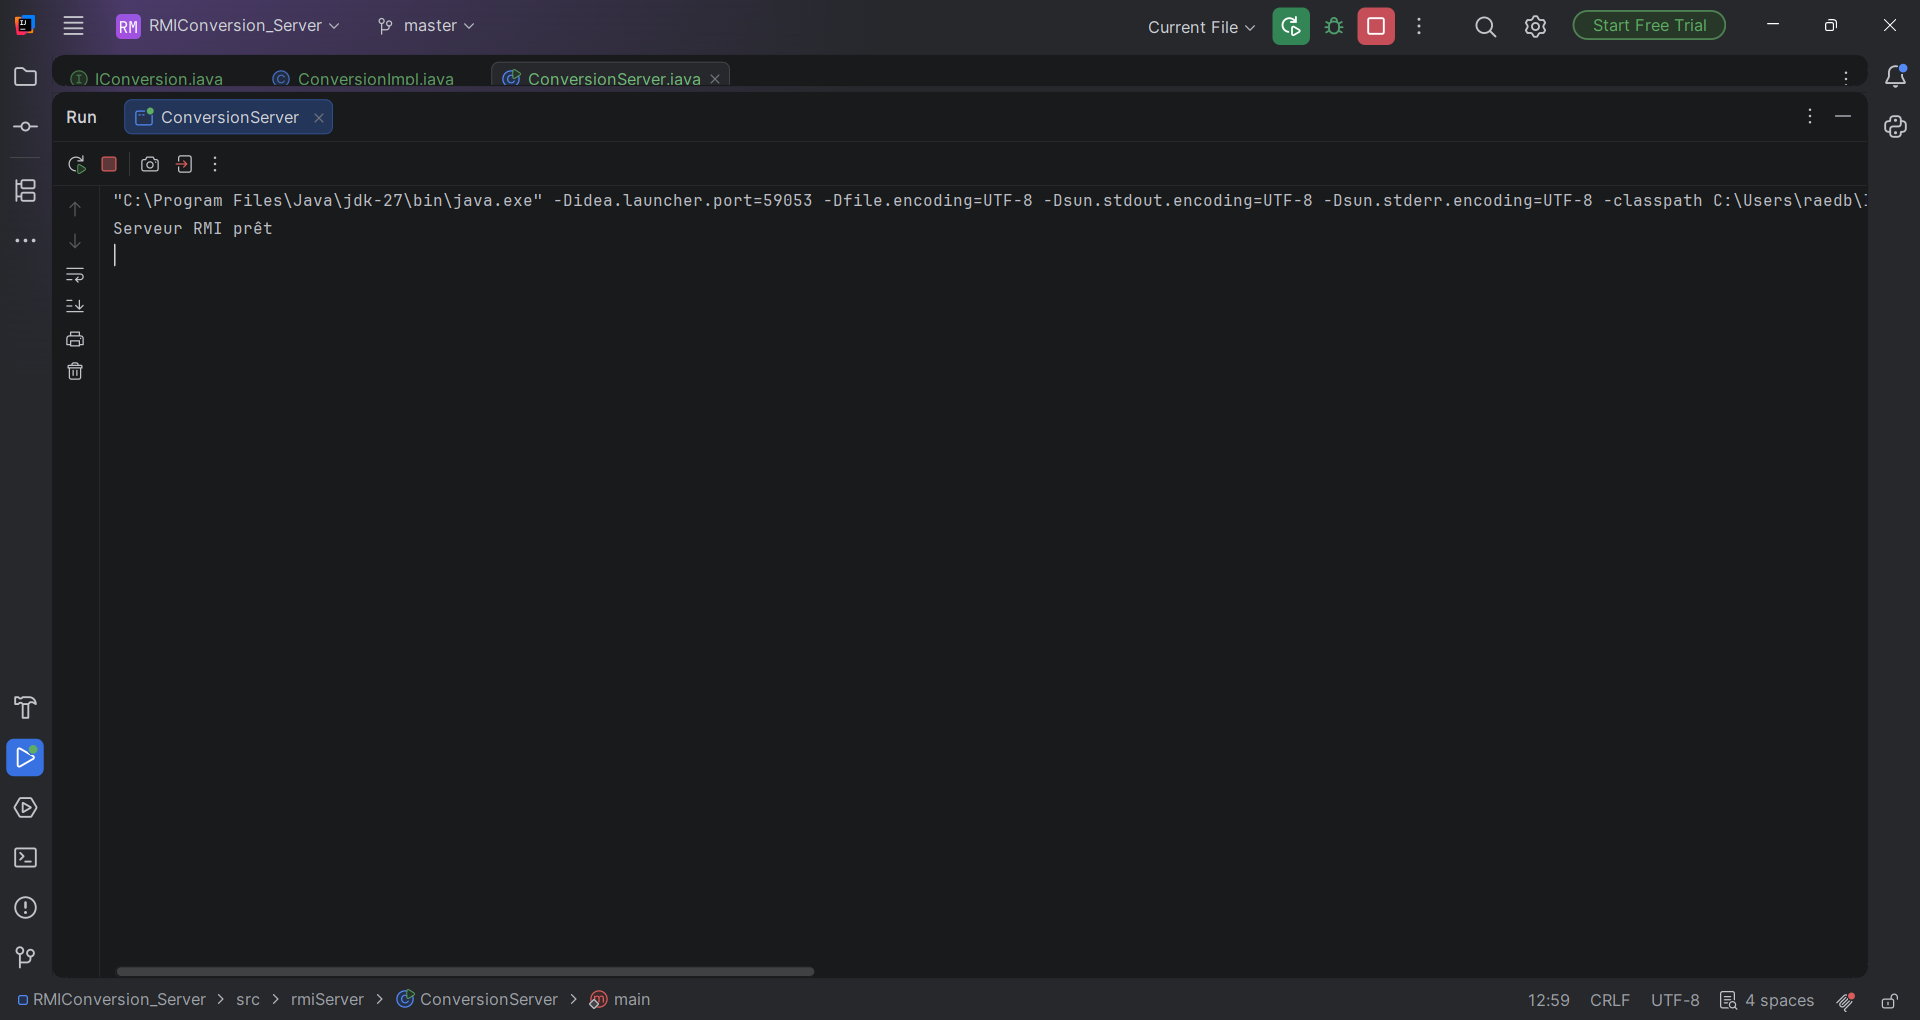 RM RMIConversion_Server master Current File Start Free Trial
IConversion.java ConversionImpl.java ConversionServer.java
Run ConversionServer
"C:\Program Files\Java\jdk-27\bin\java.exe" -Didea.launcher.port=59053 -Dfile.encoding=UTF-8 -Dsun.stdout.encoding=UTF-8 -Dsun.stderr.encoding=UTF-8 -classpath C:\Users\raedb\
Serveur RMI prêt
RMIConversion_Server > src > rmiServer > ConversionServer > main 12:59 CRLF UTF-8 4 spaces